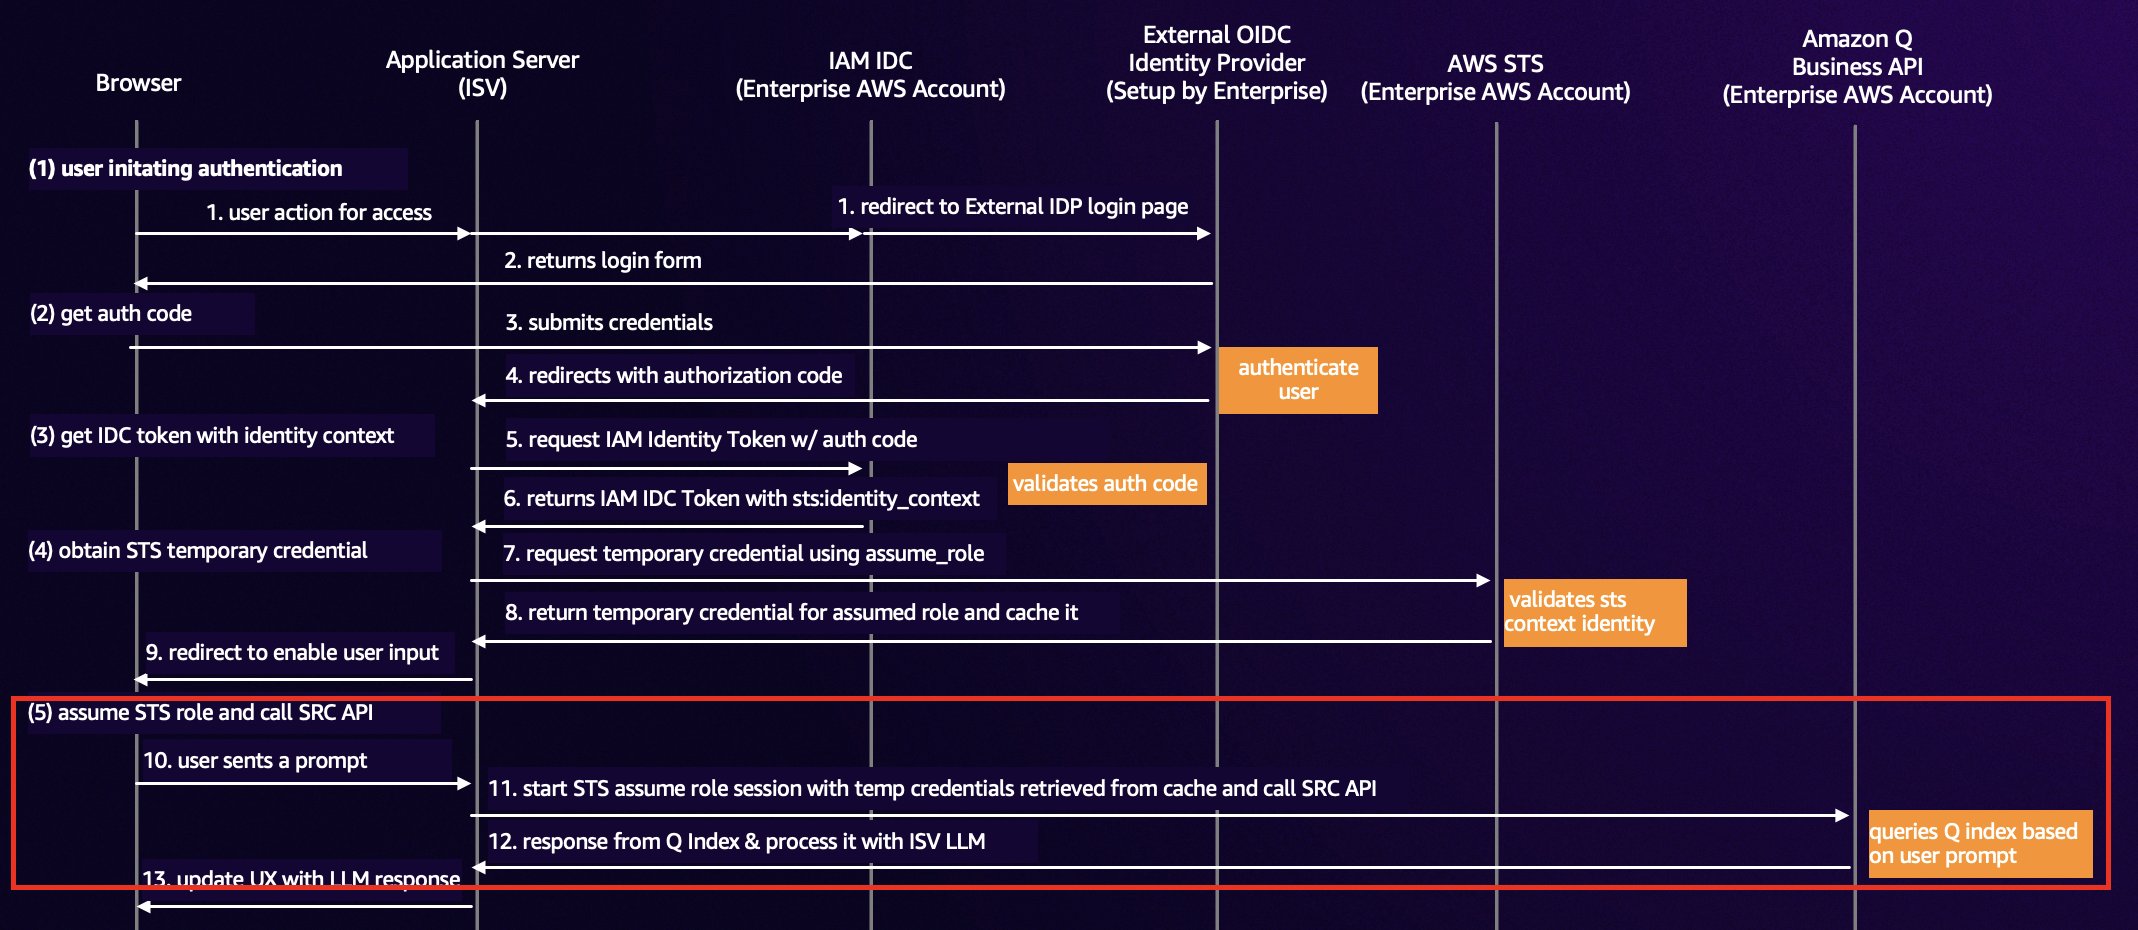 Browser
Application Server
(ISV)
IAM IDC
(Enterprise AWS Account)
External OIDC
Identity Provider
(Setup by Enterprise)
AWS STS
(Enterprise AWS Account)
Amazon Q
Business API
(Enterprise AWS Account)
(1) user initating authentication
1. user action for access
1. redirect to External IDP login page
2. returns login form
(2) get auth code
3. submits credentials
authenticate
user
4. redirects with authorization code
(3) get IDC token with identity context
5. request IAM Identity Token w/ auth code
validates auth code
6. returns IAM IDC Token with sts:identity_context
(4) obtain STS temporary credential
7. request temporary credential using assume_role
validates sts
context identity
8. return temporary credential for assumed role and cache it
9. redirect to enable user input
(5) assume STS role and call SRC API
10. user sents a prompt
11. start STS assume role session with temp credentials retrieved from cache and call SRC API
queries Q index based
on user prompt
12. response from Q Index & process it with ISV LLM
13. update UX with LLM response